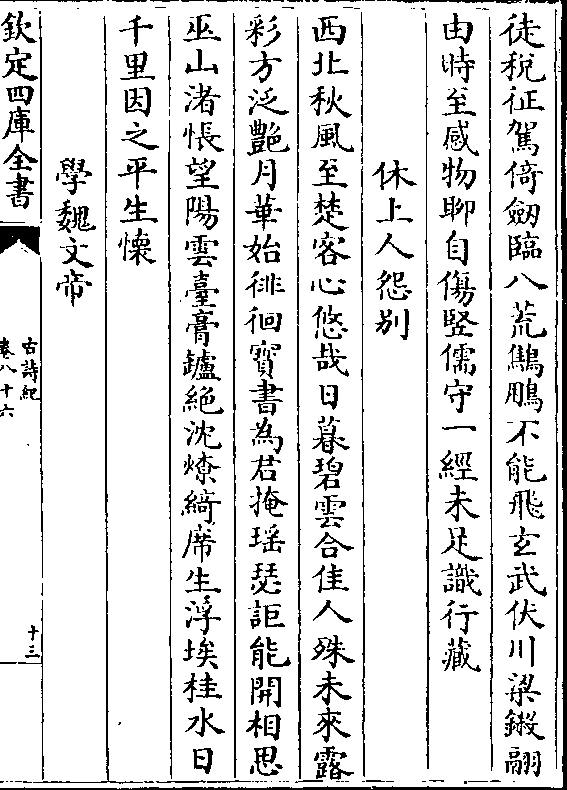 徒税征駕倚劒臨八荒鷦鵬不能飛玄武伏川梁鎩翮
由時至感物聊自傷竪儒守一經未足識行藏
休上人怨别
西北秋風至楚客心悠哉日暮碧雲合佳人殊未來露
彩方泛艷月華始徘徊寳書為君掩瑶瑟詎能開相思
巫山渚悵望陽雲臺膏鑪絶沈燎綺席生浮埃桂水日
千里因之平生懷
學魏文帝
欽定四庫全書
古詩紀
卷八十六
十三